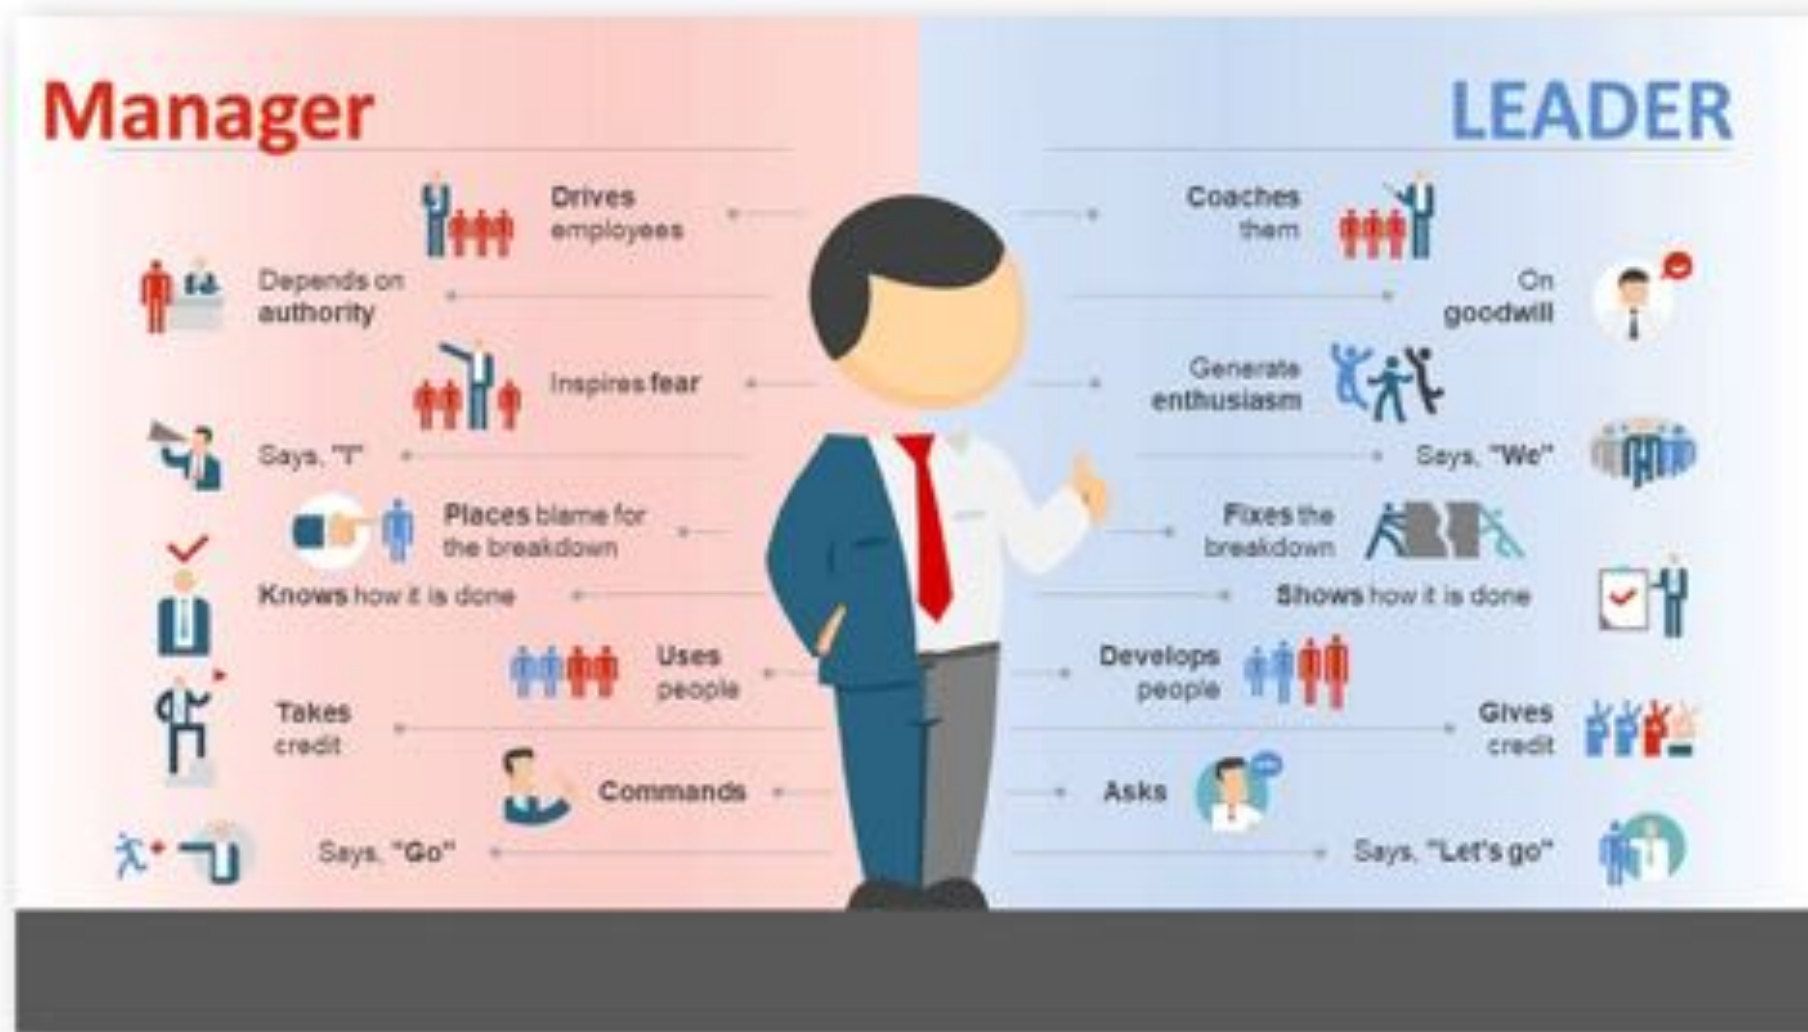 Manager
LEADER
Drives
employees
Coaches
them
Depends on
authority
On
goodwill
Inspires fear
Generate
enthusiasm
Says, "I"
Says, "We"
Places blame for
the breakdown
Fixes the
breakdown
Knows how it is done
Shows how it is done
Uses
people
Develops
people
Takes
credit
Gives
credit
Commands
Asks
Says, "Go"
Says, "Let's go"